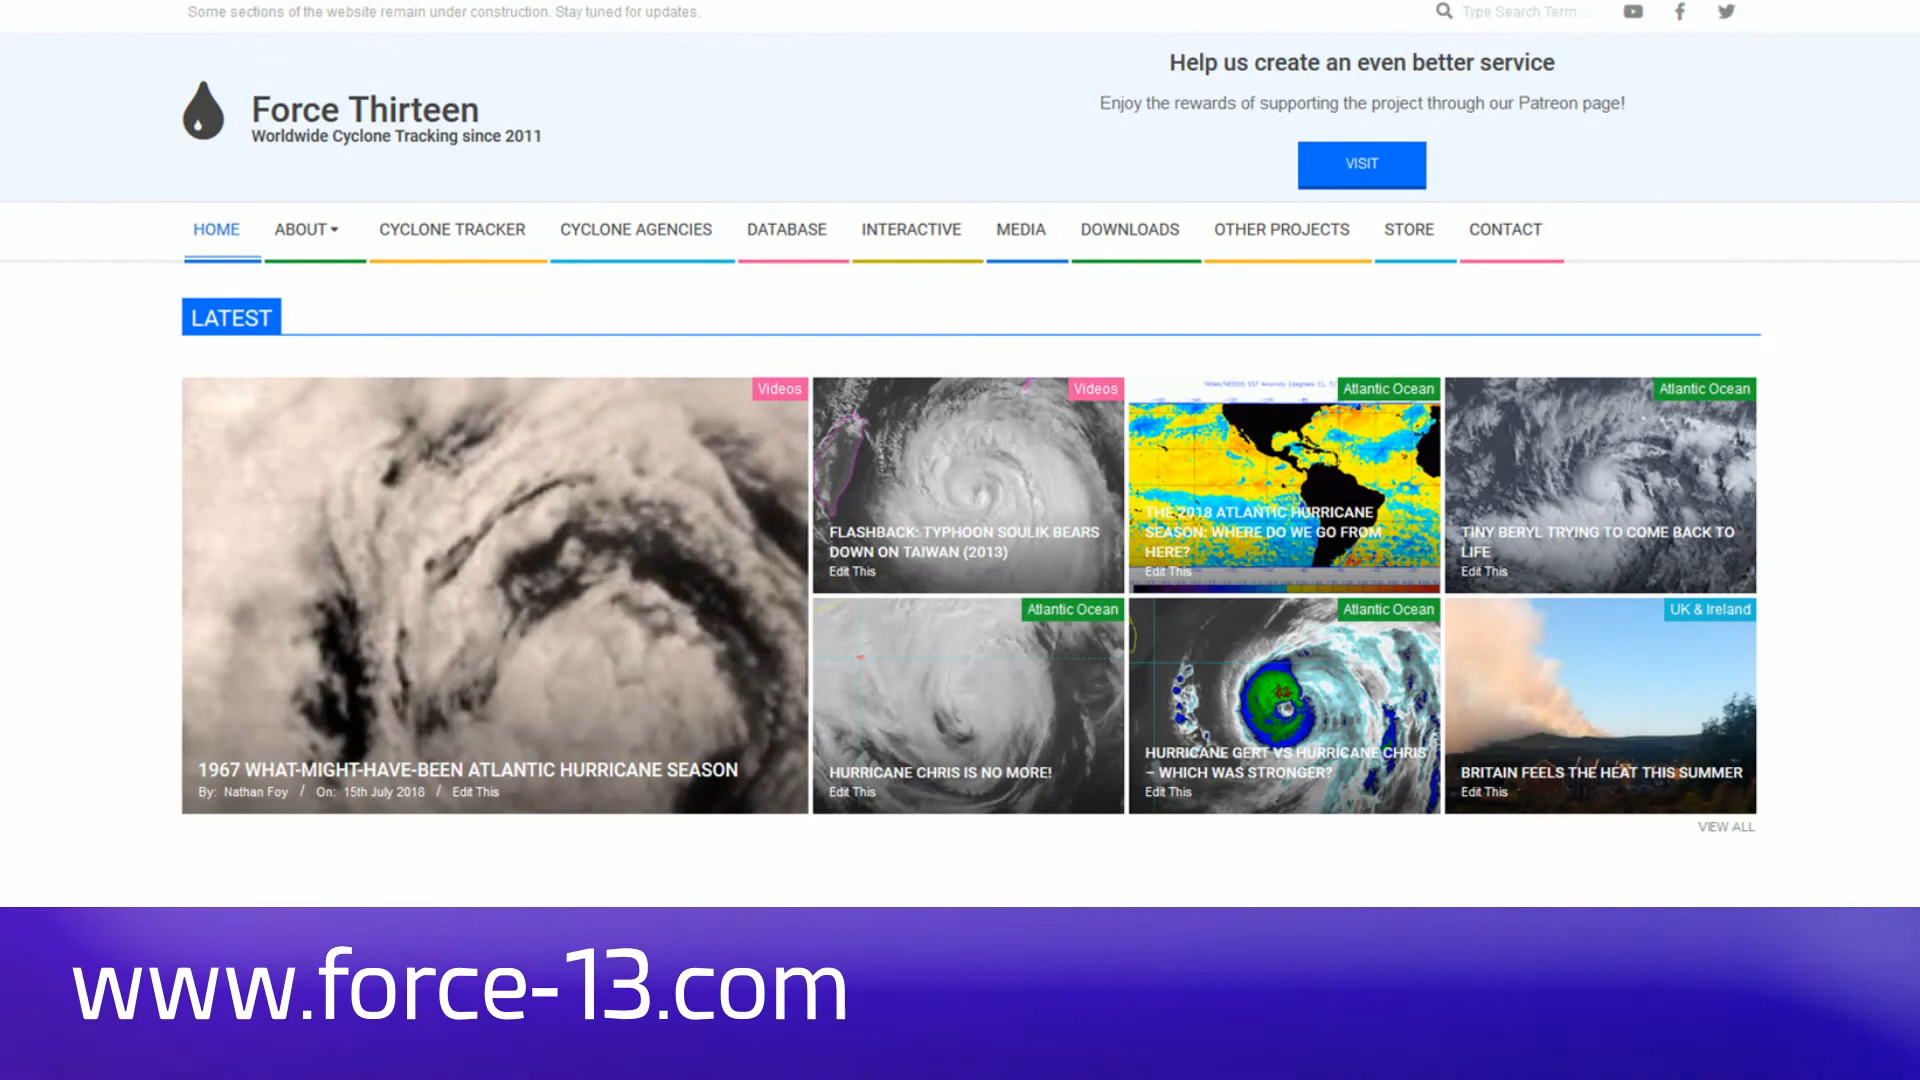 Some sections of the website remain under construction. Stay tuned for updates.
Type Search Term ...
Force Thirteen
Worldwide Cyclone Tracking since 2011
Help us create an even better service
Enjoy the rewards of supporting the project through our Patreon page!
VISIT
HOME
ABOUT
CYCLONE TRACKER
CYCLONE AGENCIES
DATABASE
INTERACTIVE
MEDIA
DOWNLOADS
OTHER PROJECTS
STORE
CONTACT
LATEST
Videos
1967 WHAT-MIGHT-HAVE-BEEN ATLANTIC HURRICANE SEASON
By: Nathan Foy / On: 15th July 2018 / Edit This
Videos
FLASHBACK: TYPHOON SOULIK BEARS
DOWN ON TAIWAN (2013)
Edit This
NOAA/NESDIS SST Anomaly (degrees C),
Atlantic Ocean
THE 2018 ATLANTIC HURRICANE
SEASON: WHERE DO WE GO FROM
HERE?
Edit This
Atlantic Ocean
TINY BERYL TRYING TO COME BACK TO
LIFE
Edit This
Atlantic Ocean
HURRICANE CHRIS IS NO MORE!
Edit This
Atlantic Ocean
HURRICANE GERT VS HURRICANE CHRIS
– WHICH WAS STRONGER?
Edit This
UK & Ireland
BRITAIN FEELS THE HEAT THIS SUMMER
Edit This
VIEW ALL
www.force-13.com